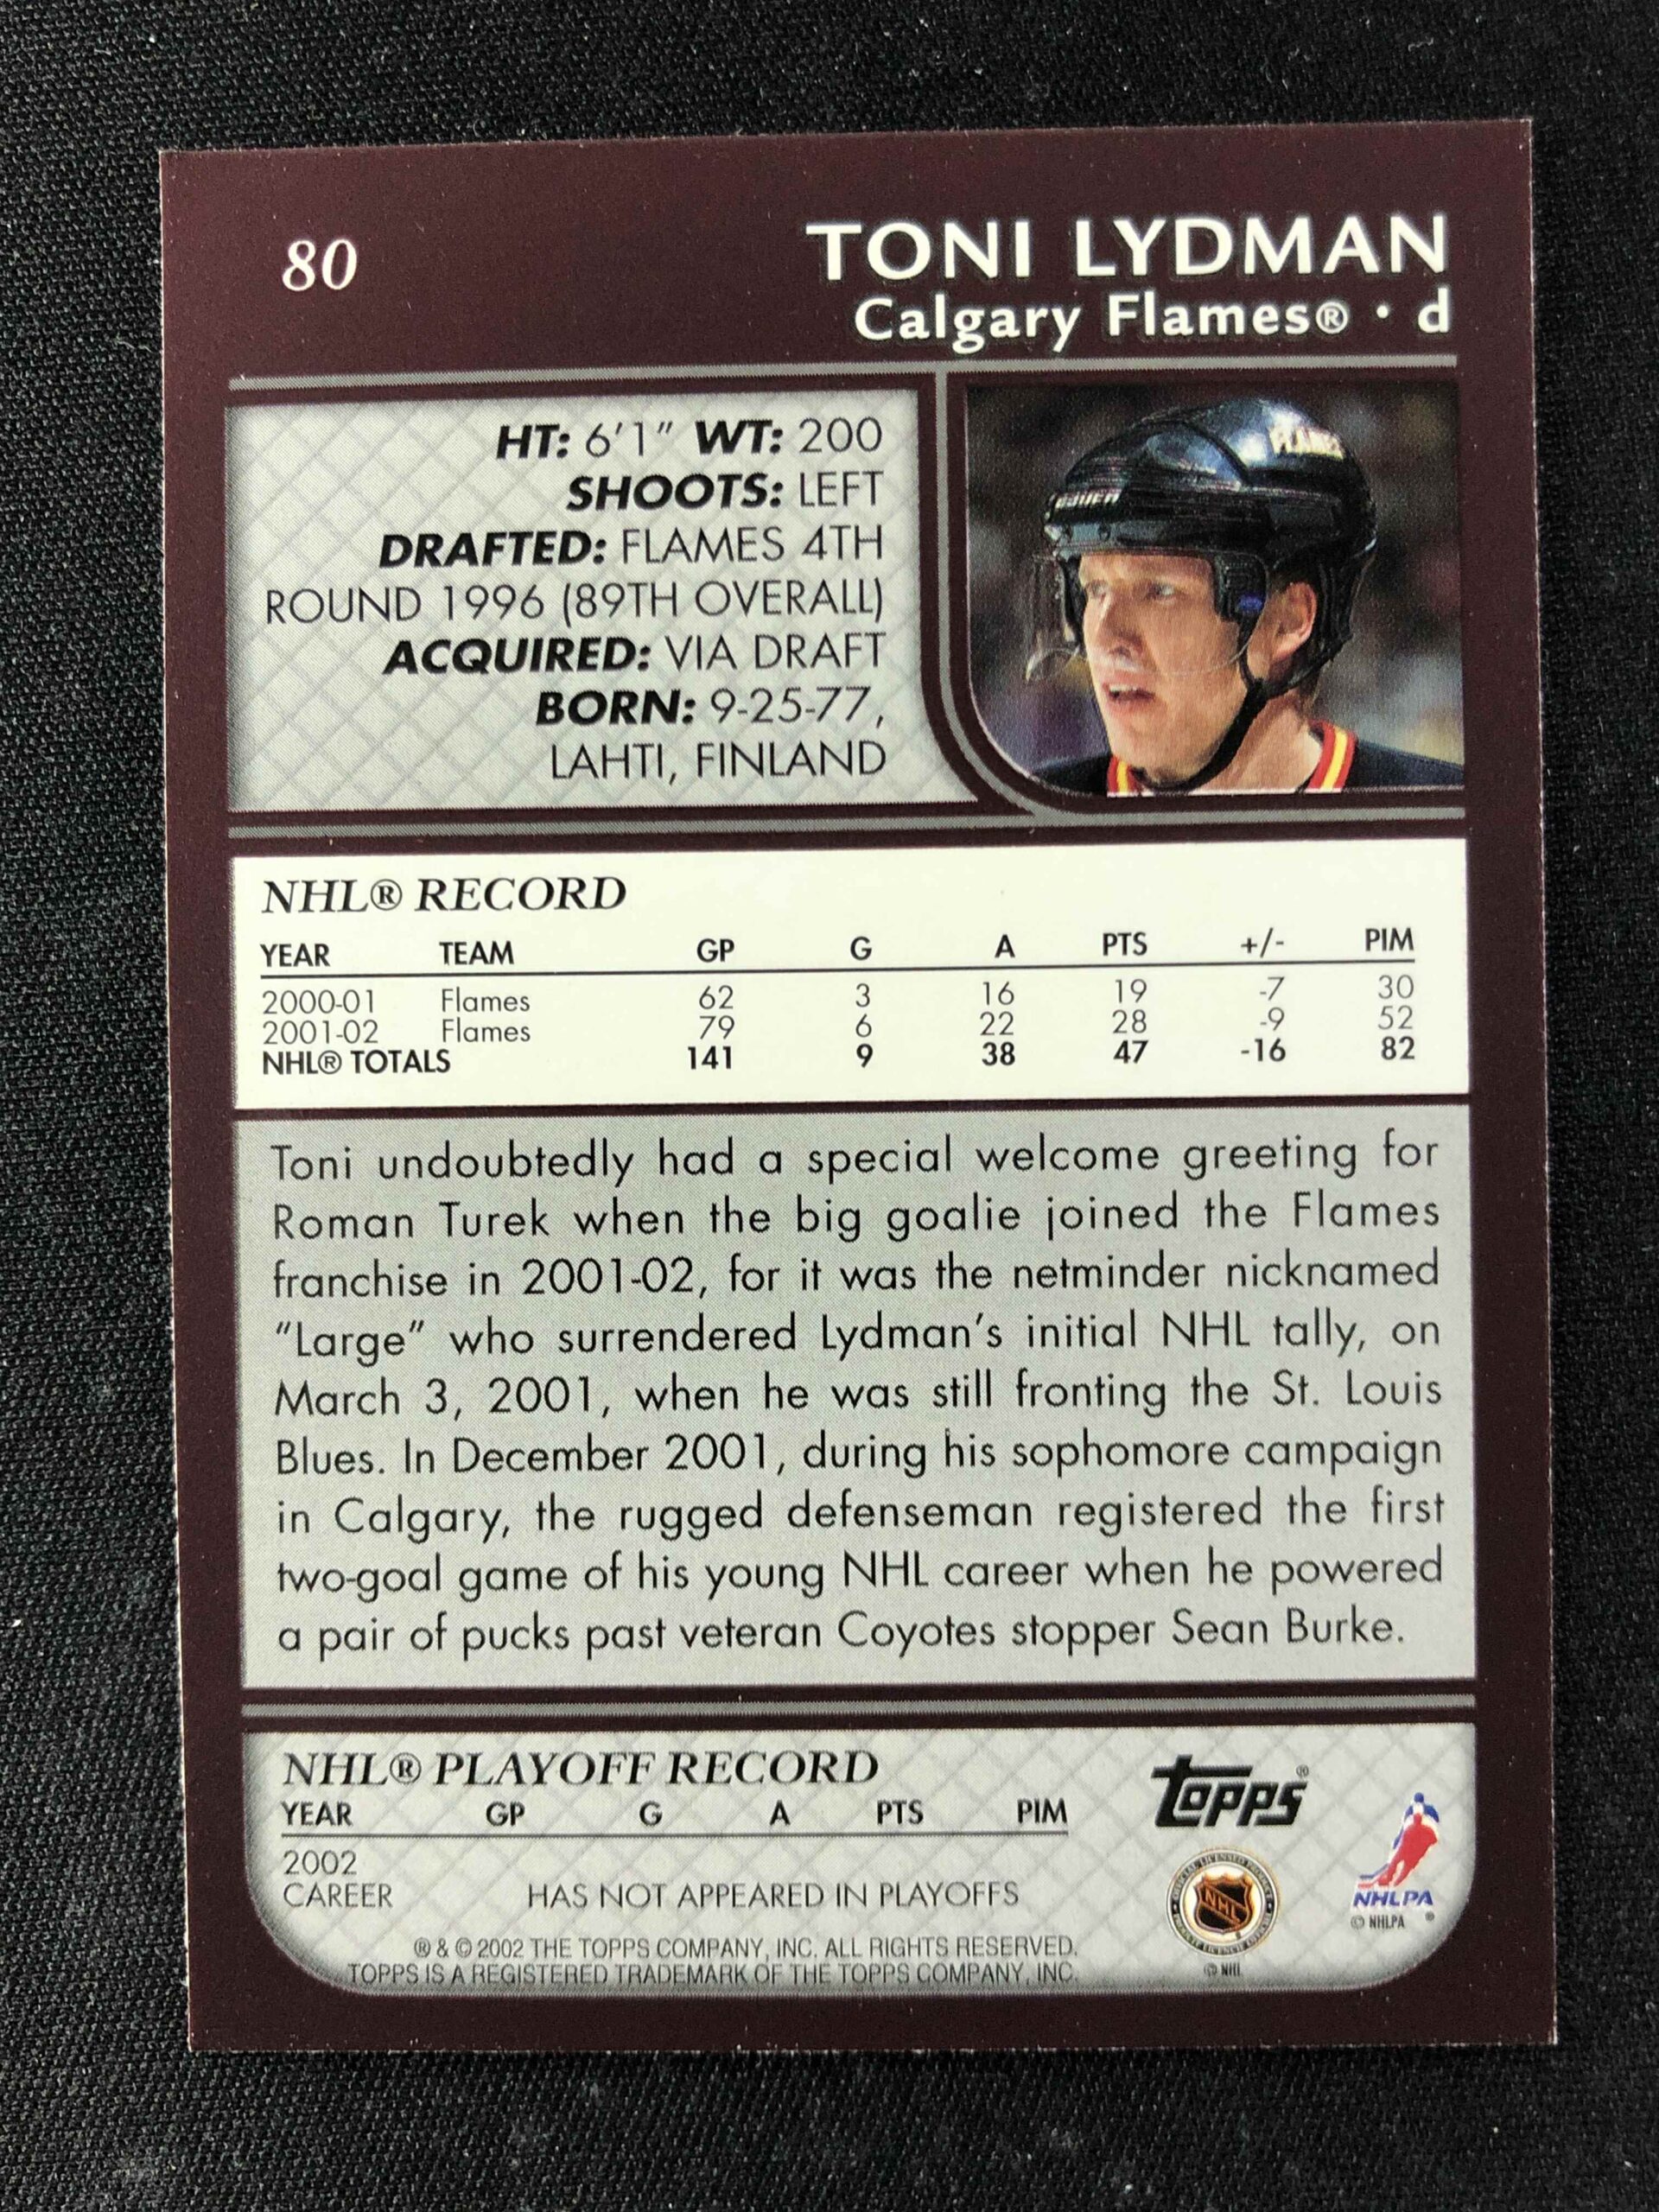 80
TONI LYDMAN
Calgary Flames® • d
HT: 6'1" WT: 200
SHOOTS: LEFT
DRAFTED: FLAMES 4TH
ROUND 1996 (89TH OVERALL)
ACQUIRED: VIA DRAFT
BORN: 9-25-77,
LAHTI, FINLAND
FLAMES
BAUER
NHL® RECORD
YEAR TEAM GP G A PTS +/- PIM
2000-01 Flames 62 3 16 19 -7 30
2001-02 Flames 79 6 22 28 -9 52
NHL® TOTALS 141 9 38 47 -16 82
Toni undoubtedly had a special welcome greeting for
Roman Turek when the big goalie joined the Flames
franchise in 2001-02, for it was the netminder nicknamed
"Large" who surrendered Lydman's initial NHL tally, on
March 3, 2001, when he was still fronting the St. Louis
Blues. In December 2001, during his sophomore campaign
in Calgary, the rugged defenseman registered the first
two-goal game of his young NHL career when he powered
a pair of pucks past veteran Coyotes stopper Sean Burke.
NHL® PLAYOFF RECORD
YEAR GP G A PTS PIM
2002
CAREER HAS NOT APPEARED IN PLAYOFFS
® & © 2002 THE TOPPS COMPANY, INC. ALL RIGHTS RESERVED.
TOPPS IS A REGISTERED TRADEMARK OF THE TOPPS COMPANY, INC.
Topps®
NHL
© NHL
NHLPA
© NHLPA ®